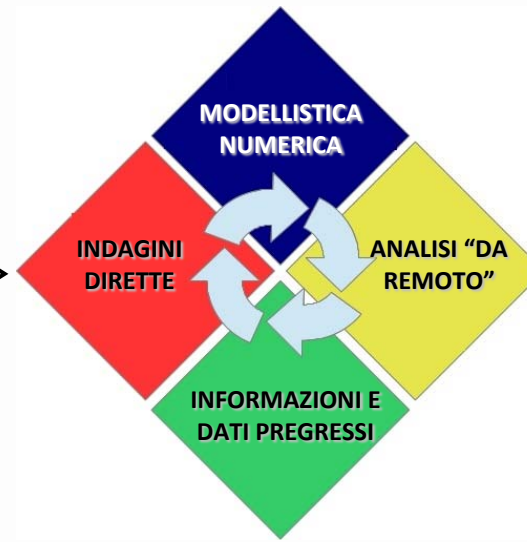 MODELLISTICA
NUMERICA
INDAGINI
DIRETTE
ANALISI “DA
REMOTO”
INFORMAZIONI E
DATI PREGRESSI